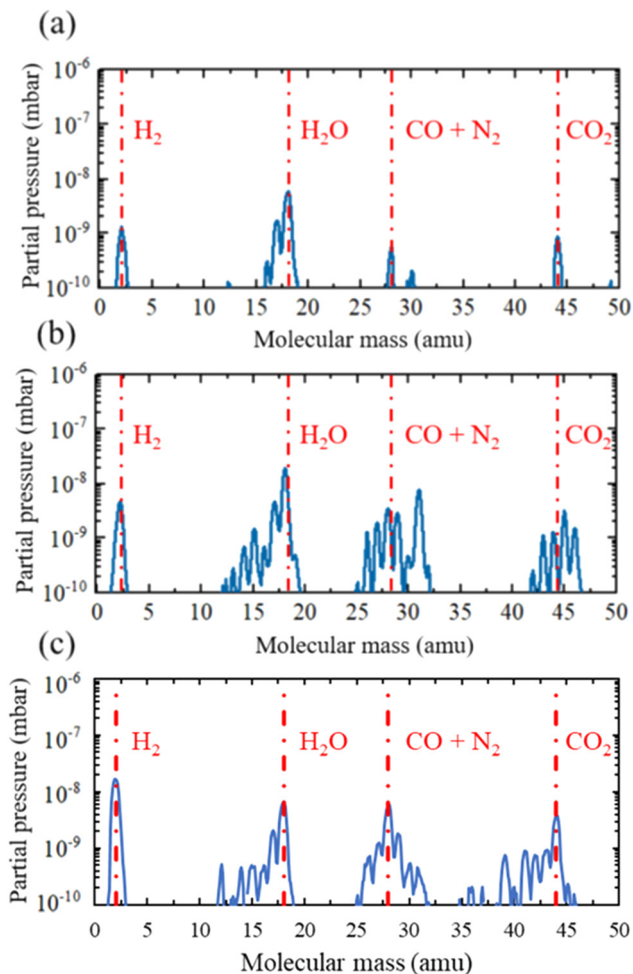 (a)
Partial pressure (mbar)
10⁻⁶
10⁻⁷
10⁻⁸
10⁻⁹
10⁻¹⁰
H₂
H₂O
CO + N₂
CO₂
0 5 10 15 20 25 30 35 40 45 50
Molecular mass (amu)
(b)
Partial pressure (mbar)
10⁻⁶
10⁻⁷
10⁻⁸
10⁻⁹
10⁻¹⁰
H₂
H₂O
CO + N₂
CO₂
0 5 10 15 20 25 30 35 40 45 50
Molecular mass (amu)
(c)
Partial pressure (mbar)
10⁻⁶
10⁻⁷
10⁻⁸
10⁻⁹
10⁻¹⁰
H₂
H₂O
CO + N₂
CO₂
0 5 10 15 20 25 30 35 40 45 50
Molecular mass (amu)